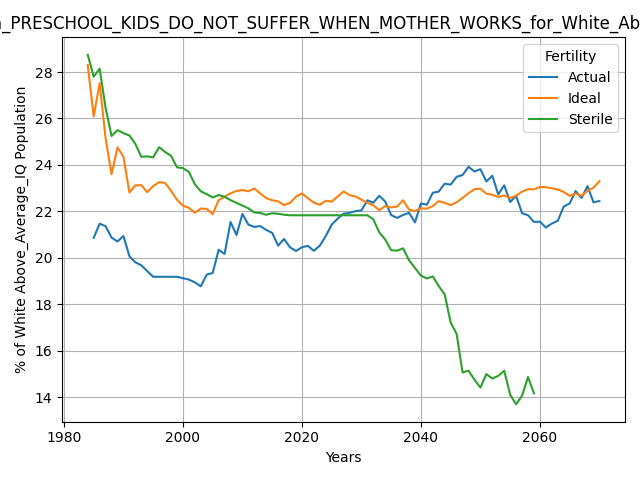 PRESCHOOL_KIDS_DO_NOT_SUFFER_WHEN_MOTHER_WORKS_for_White_Ab
% of White Above_Average_IQ Population
28
26
24
22
20
18
16
14
1980
2000
2020
2040
2060
Years
Fertility
Actual
Ideal
Sterile